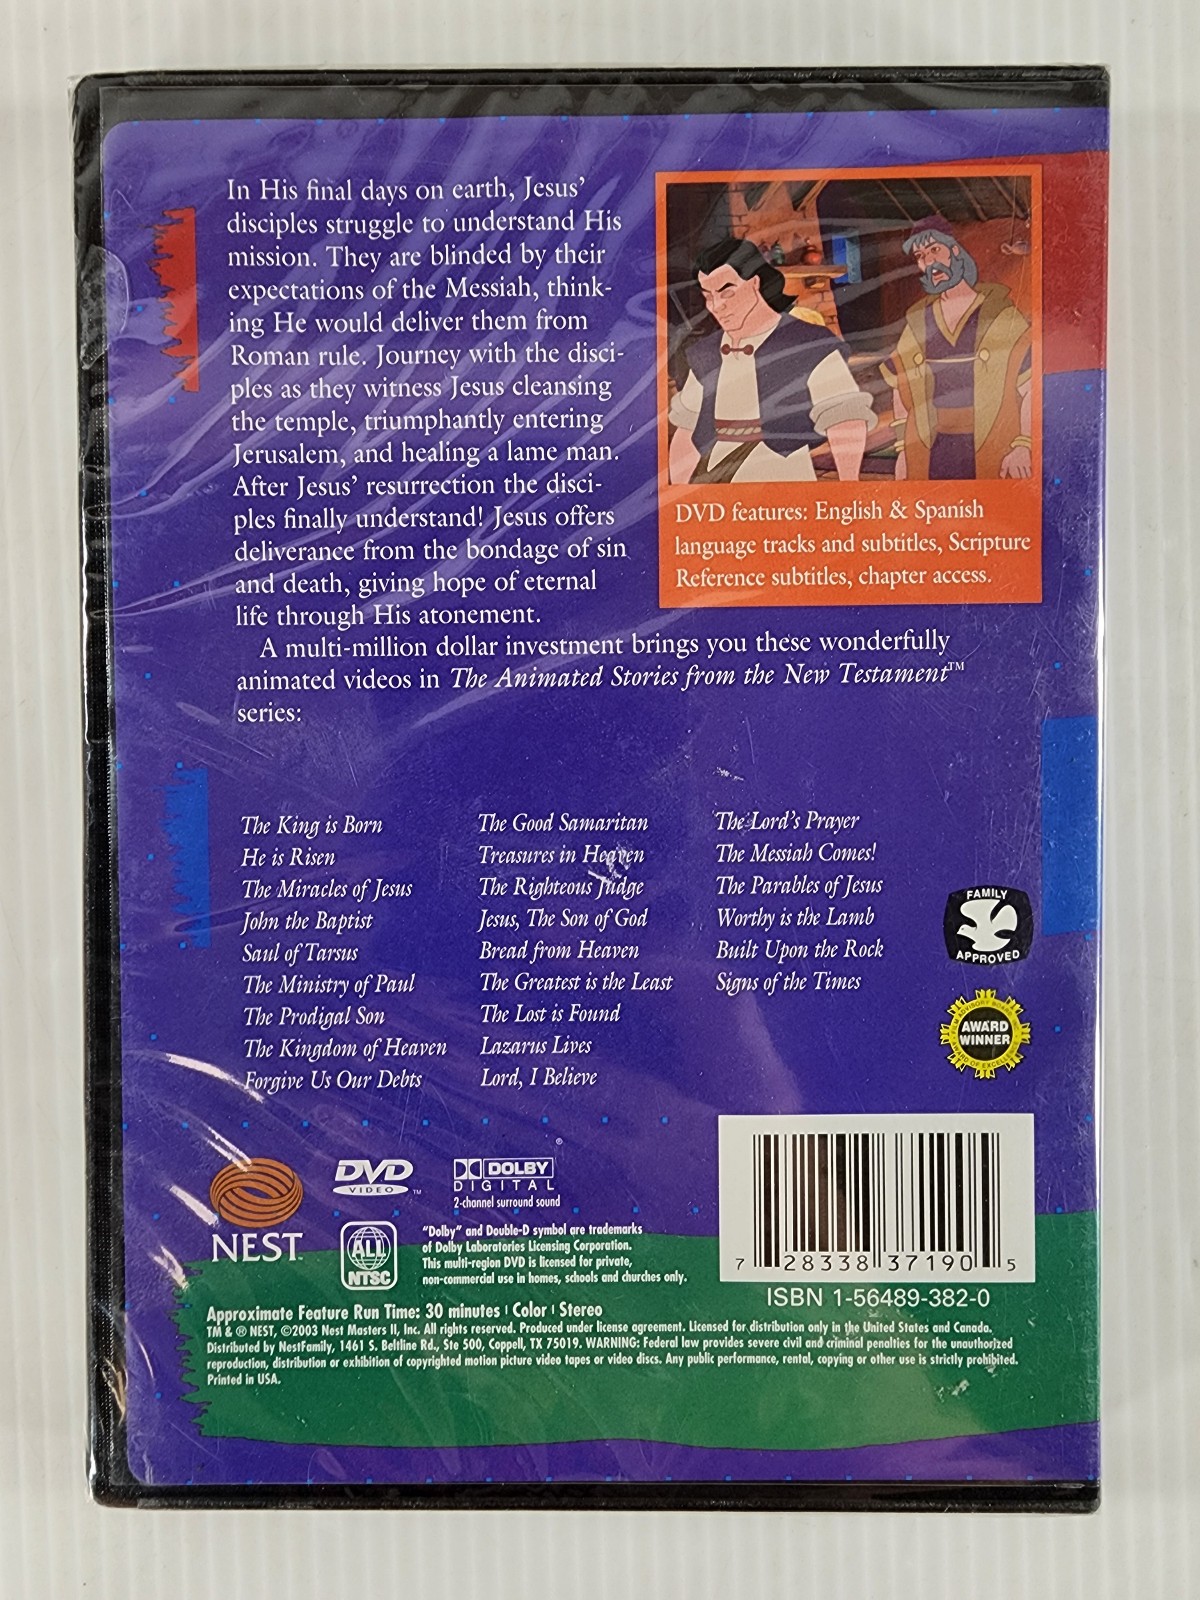 In His final days on earth, Jesus'
disciples struggle to understand His
mission. They are blinded by their
expectations of the Messiah, think-
ing He would deliver them from
Roman rule. Journey with the disci-
ples as they witness Jesus cleansing
the temple, triumphantly entering
Jerusalem, and healing a lame man.
After Jesus' resurrection the disci-
ples finally understand! Jesus offers
deliverance from the bondage of sin
and death, giving hope of eternal
life through His atonement.
DVD features: English & Spanish
language tracks and subtitles, Scripture
Reference subtitles, chapter access.
A multi-million dollar investment brings you these wonderfully
animated videos in The Animated Stories from the New Testament™
series:
The King is Born
He is Risen
The Miracles of Jesus
John the Baptist
Saul of Tarsus
The Ministry of Paul
The Prodigal Son
The Kingdom of Heaven
Forgive Us Our Debts
The Good Samaritan
Treasures in Heaven
The Righteous Judge
Jesus, The Son of God
Bread from Heaven
The Greatest is the Least
The Lost is Found
Lazarus Lives
Lord, I Believe
The Lord's Prayer
The Messiah Comes!
The Parables of Jesus
Worthy is the Lamb
Built Upon the Rock
Signs of the Times
FAMILY
APPROVED
AWARD
WINNER
NEST
DVD
VIDEO ™
DOLBY ®
DIGITAL
2-channel surround sound
ALL
NTSC
"Dolby" and Double-D symbol are trademarks
of Dolby Laboratories Licensing Corporation.
This multi-region DVD is licensed for private,
non-commercial use in homes, schools and churches only.
7 28338 37190 5
ISBN 1-56489-382-0
Approximate Feature Run Time: 30 minutes | Color | Stereo
TM & ® NEST, ©2003 Nest Masters II, Inc. All rights reserved. Produced under license agreement. Licensed for distribution only in the United States and Canada.
Distributed by NestFamily, 1461 S. Beltline Rd., Ste 500, Coppell, TX 75019. WARNING: Federal law provides severe civil and criminal penalties for the unauthorized
reproduction, distribution or exhibition of copyrighted motion picture video tapes or video discs. Any public performance, rental, copying or other use is strictly prohibited.
Printed in USA.